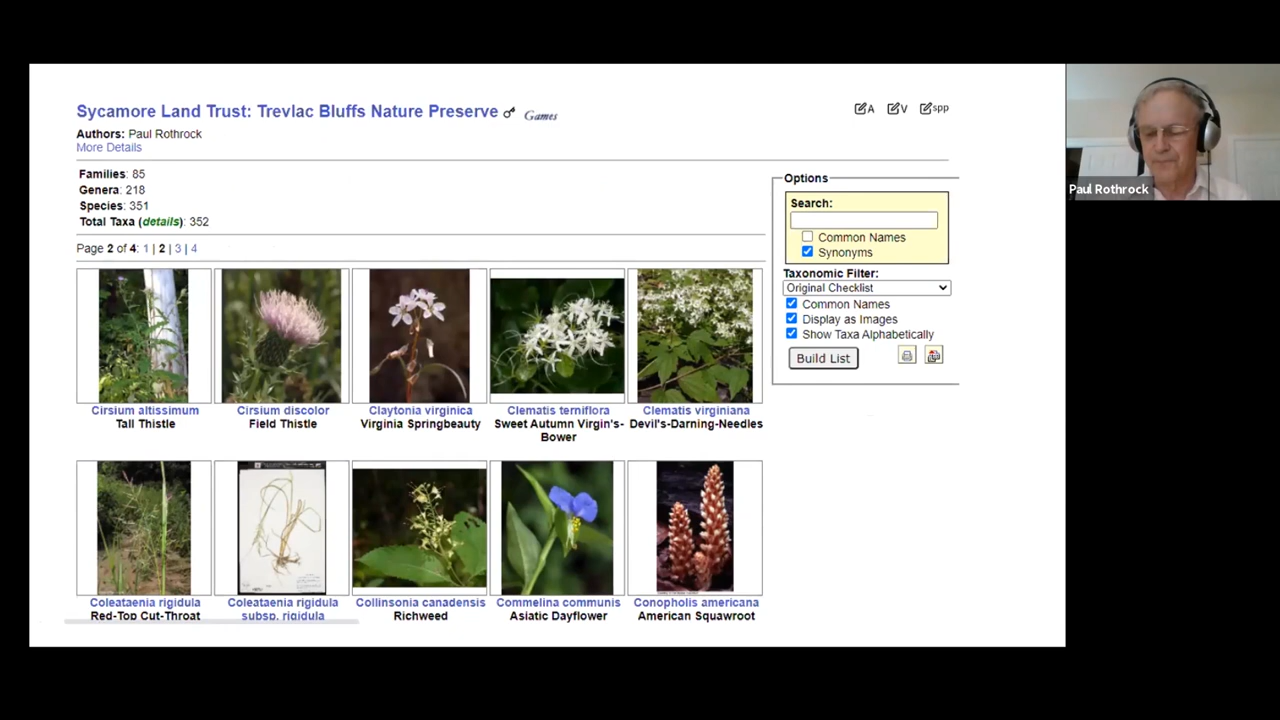 Sycamore Land Trust: Trevlac Bluffs Nature Preserve Games
A V spp
Authors: Paul Rothrock
More Details
Families: 85
Genera: 218
Species: 351
Total Taxa (details): 352
Page 2 of 4: 1 | 2 | 3 | 4
Options
Search:
Common Names
Synonyms
Taxonomic Filter:
Original Checklist
Common Names
Display as Images
Show Taxa Alphabetically
Build List
Cirsium altissimum
Tall Thistle
Cirsium discolor
Field Thistle
Claytonia virginica
Virginia Springbeauty
Clematis terniflora
Sweet Autumn Virgin's-
Bower
Clematis virginiana
Devil's-Darning-Needles
Coleataenia rigidula
Red-Top Cut-Throat
Coleataenia rigidula
subsp. rigidula
Collinsonia canadensis
Richweed
Commelina communis
Asiatic Dayflower
Conopholis americana
American Squawroot
Paul Rothrock